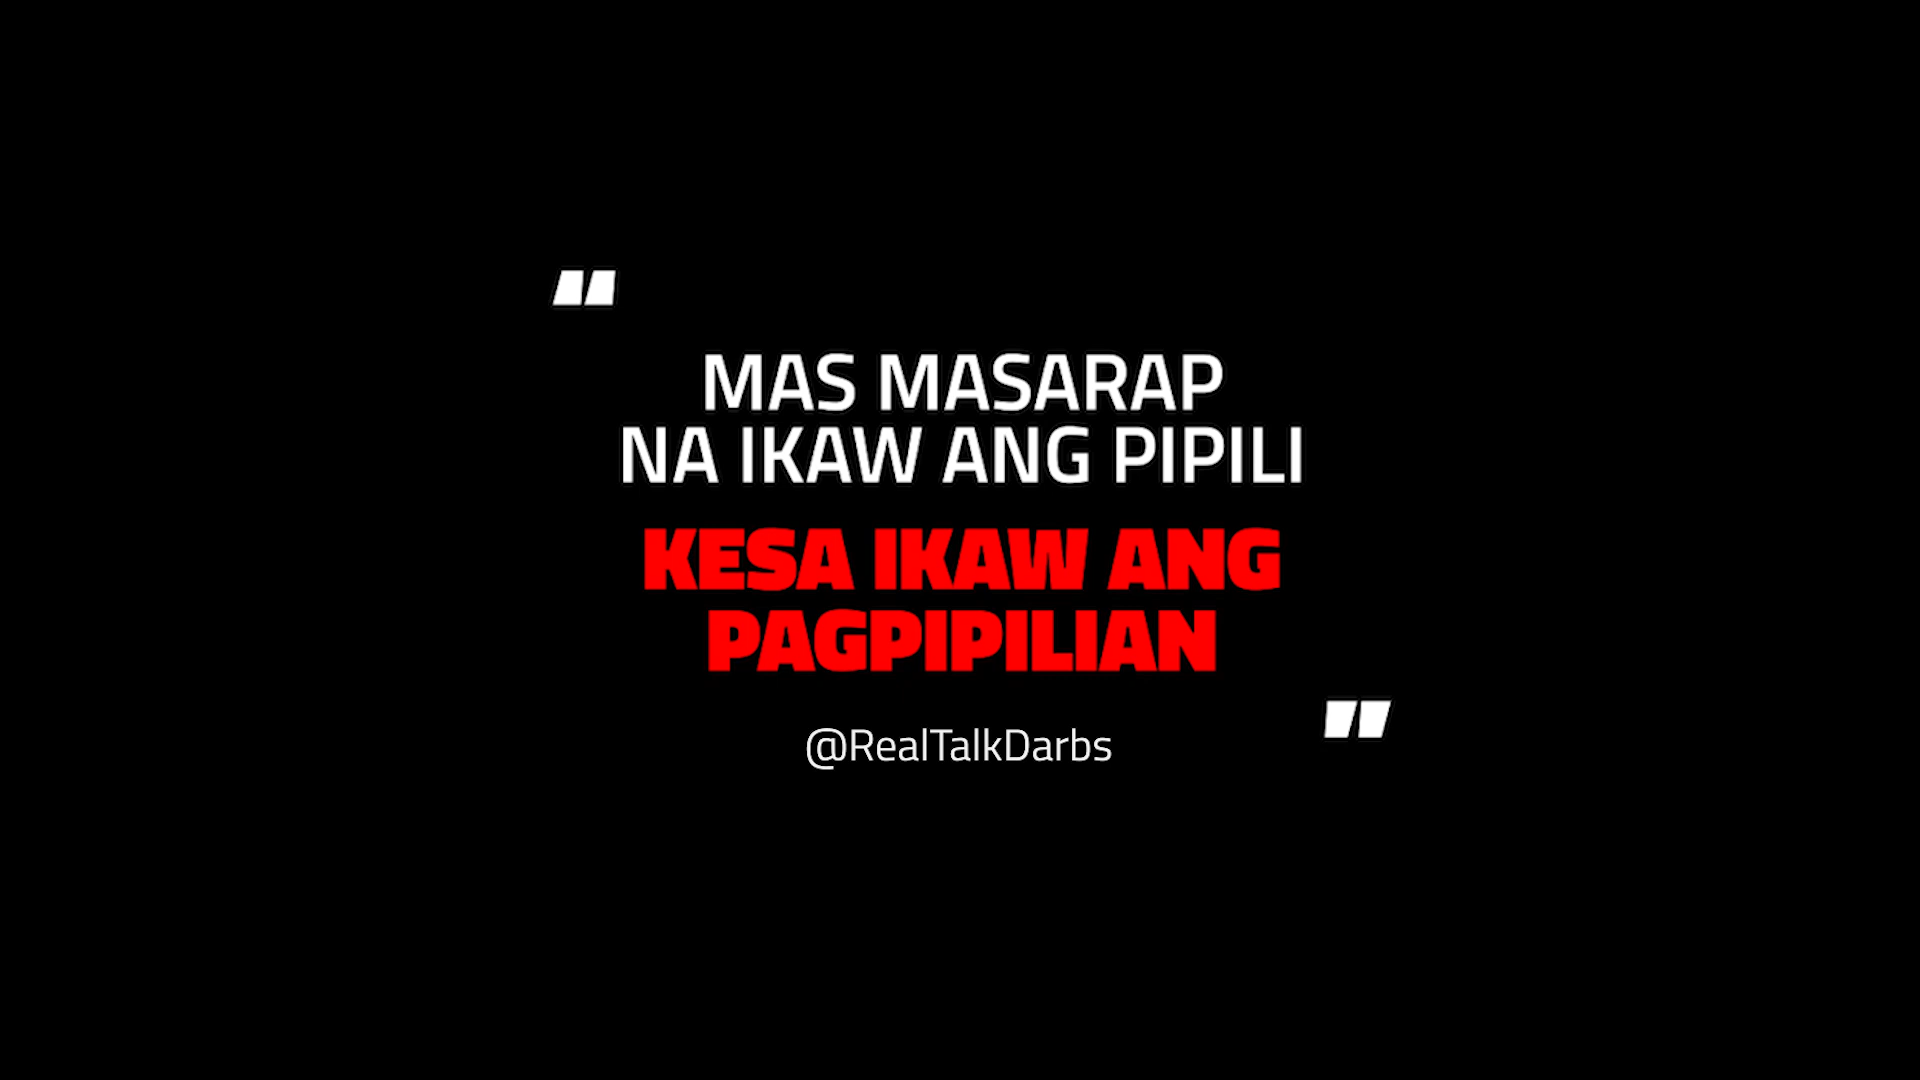 "
MAS MASARAP
NA IKAW ANG PIPILI
KESA IKAW ANG
PAGPIPILIAN
"
@RealTalkDarbs